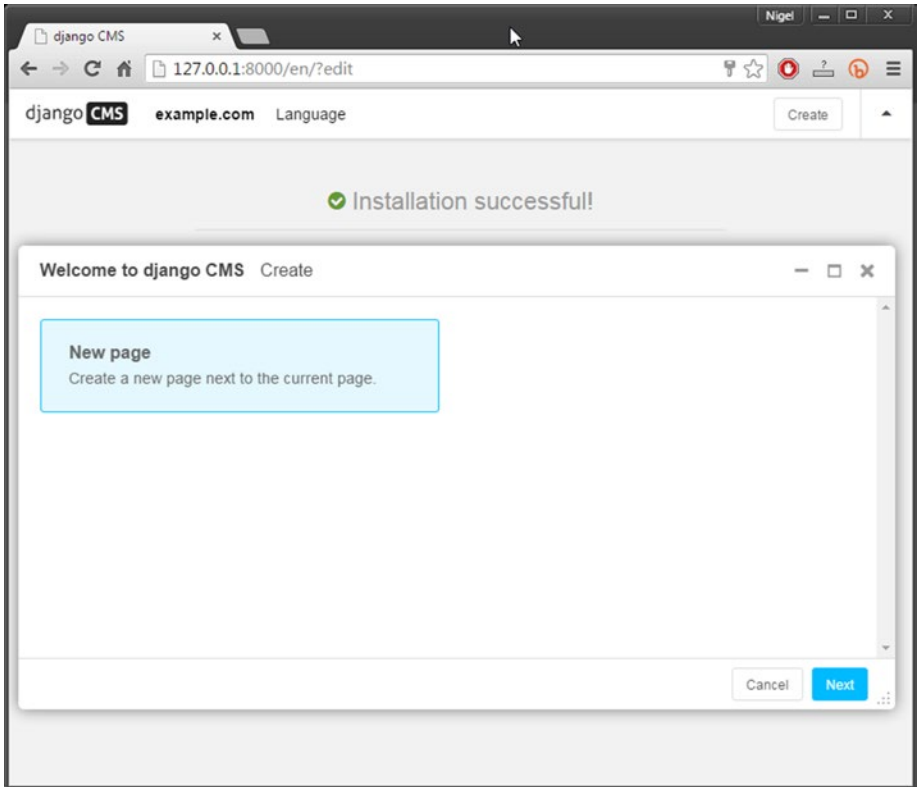 Nigel
django CMS
127.0.0.1:8000/en/?edit
django CMS example.com Language Create
Installation successful!
Welcome to django CMS Create
New page
Create a new page next to the current page.
Cancel Next